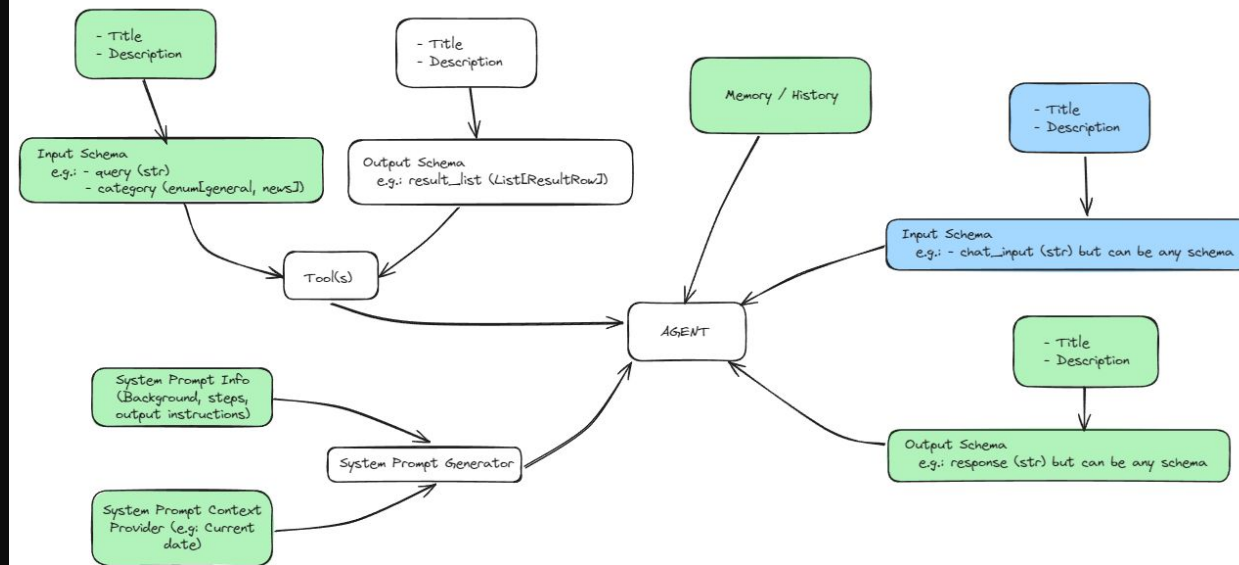 - Title
- Description
- Title
- Description
Memory / History
- Title
- Description
Input Schema
e.g.: - query (str)
- category (enum[general, news])
Output Schema
e.g.: result_list (List[ResultRow])
Input Schema
e.g.: - chat_input (str) but can be any schema
Tool(s)
AGENT
- Title
- Description
System Prompt Info
(Background, steps,
output instructions)
System Prompt Generator
Output Schema
e.g.: response (str) but can be any schema
System Prompt Context
Provider (e.g: Current
date)